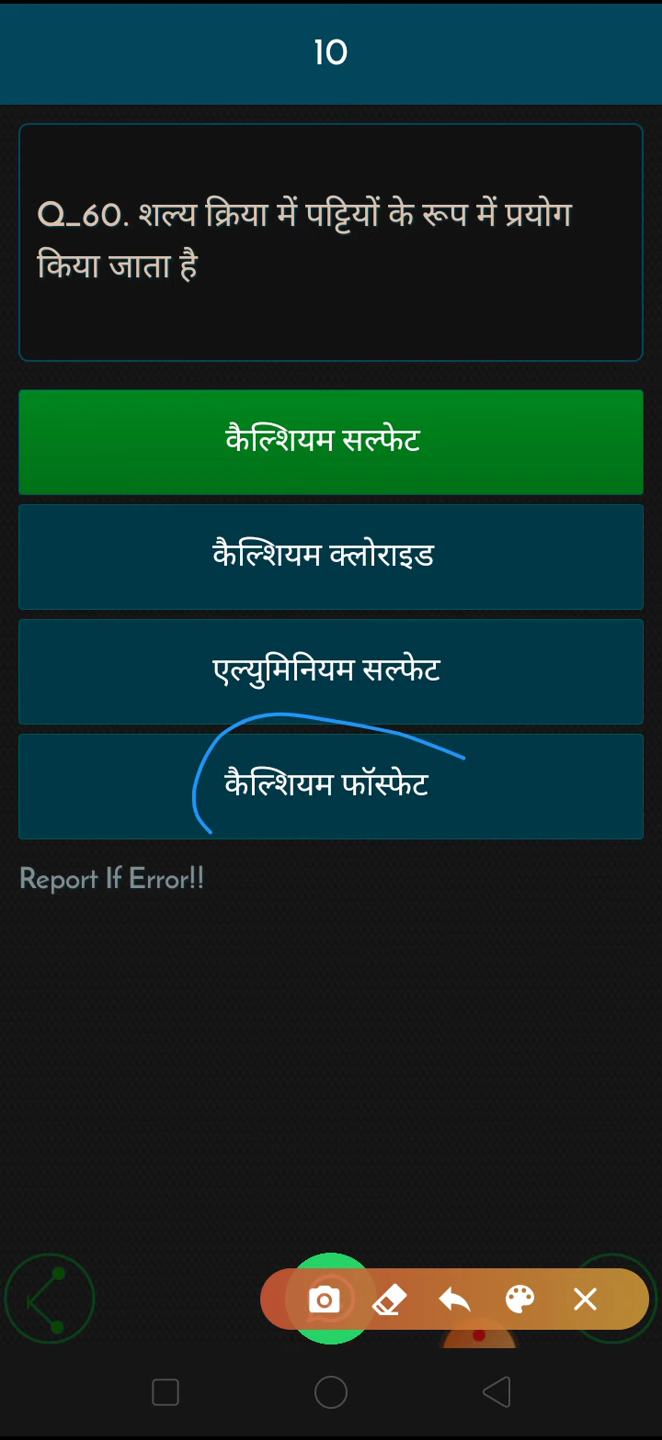 10
Q_60. शल्य क्रिया में पट्टियों के रूप में प्रयोग
किया जाता है
कैल्शियम सल्फेट
कैल्शियम क्लोराइड
एल्युमिनियम सल्फेट
कैल्शियम फॉस्फेट
Report If Error!!